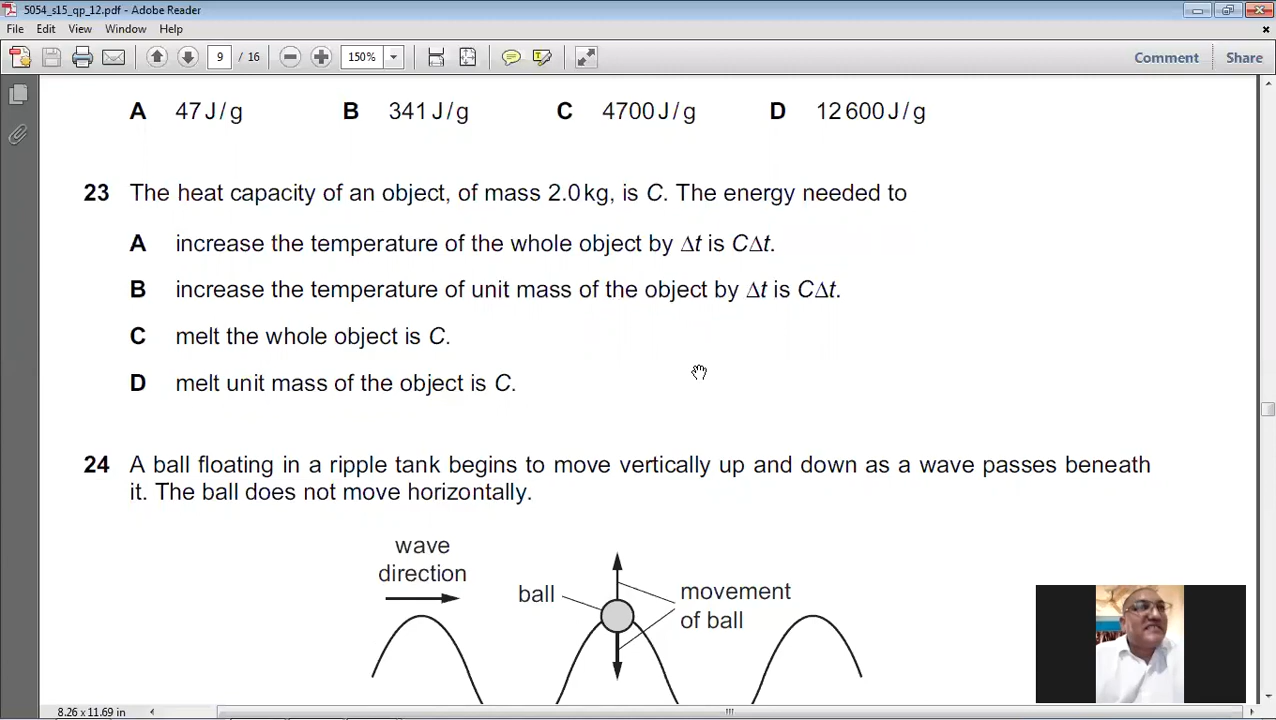 5054_s15_qp_12.pdf - Adobe Reader
File Edit View Window Help
9 / 16 150% Comment Share
A 47 J/g B 341 J/g C 4700 J/g D 12 600 J/g
23 The heat capacity of an object, of mass 2.0 kg, is C. The energy needed to
A increase the temperature of the whole object by Δt is CΔt.
B increase the temperature of unit mass of the object by Δt is CΔt.
C melt the whole object is C.
D melt unit mass of the object is C.
24 A ball floating in a ripple tank begins to move vertically up and down as a wave passes beneath
it. The ball does not move horizontally.
wave
direction
ball
movement
of ball
8.26 x 11.69 in